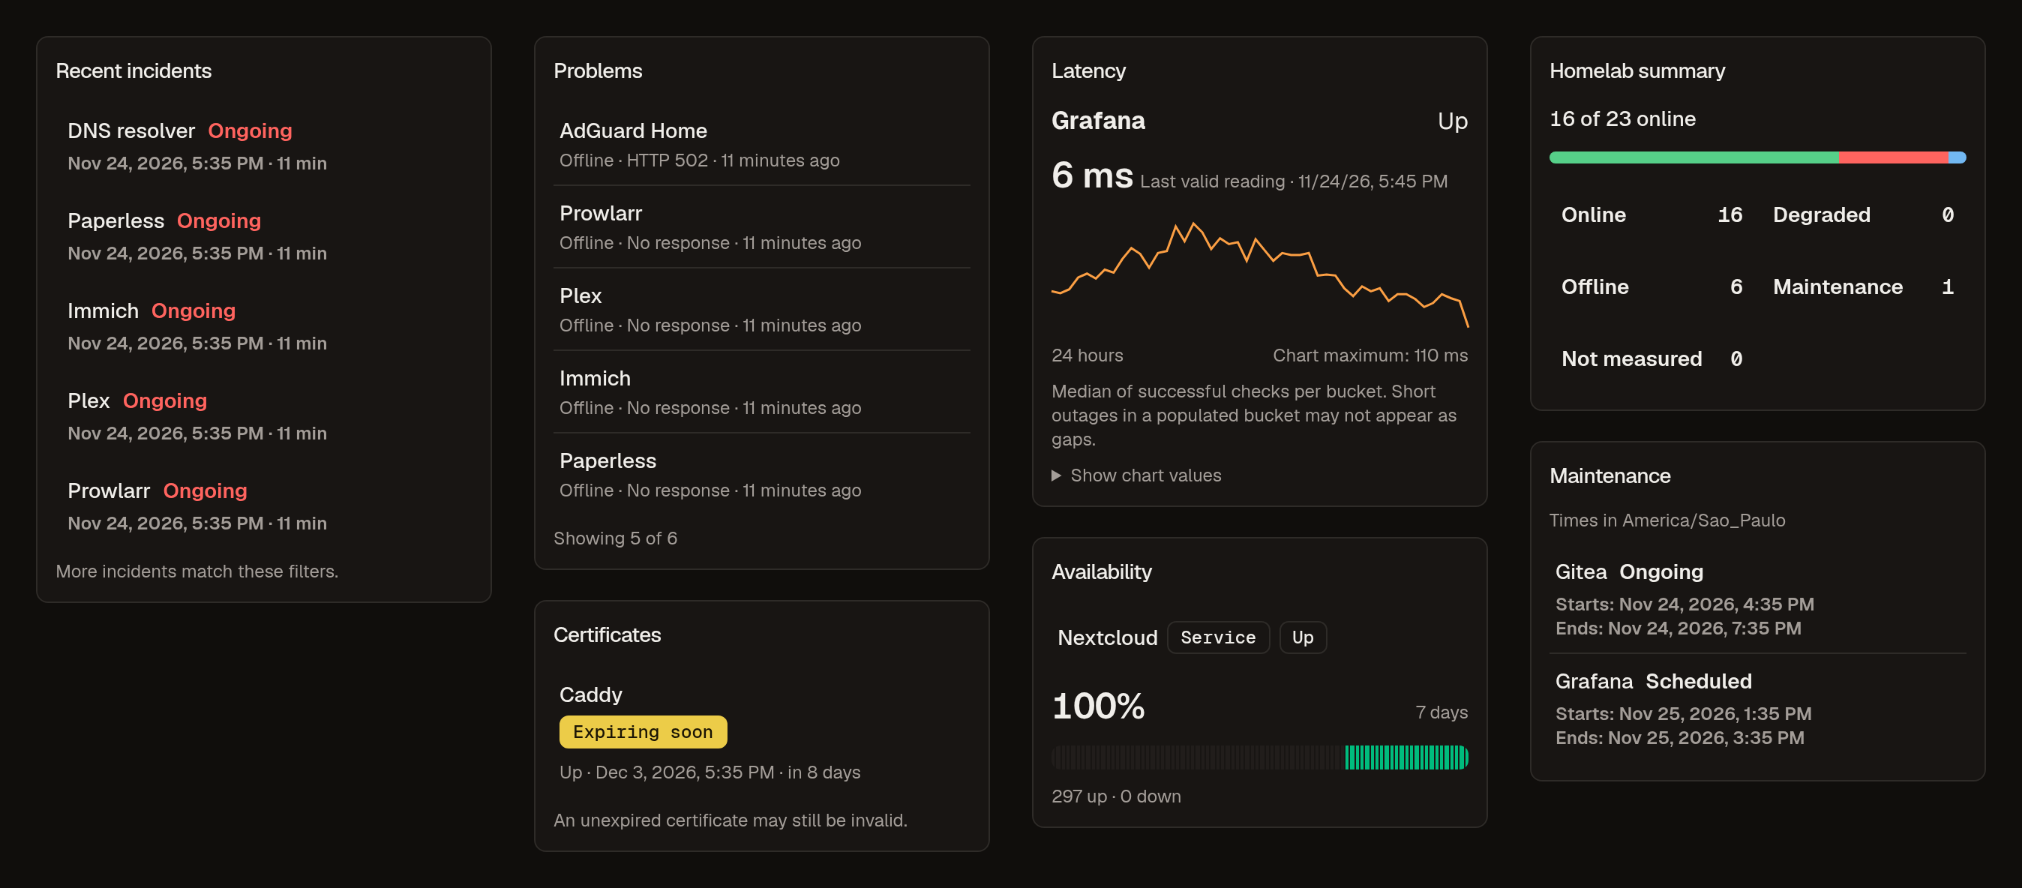 Recent incidents
DNS resolver Ongoing
Nov 24, 2026, 5:35 PM · 11 min
Paperless Ongoing
Nov 24, 2026, 5:35 PM · 11 min
Immich Ongoing
Nov 24, 2026, 5:35 PM · 11 min
Plex Ongoing
Nov 24, 2026, 5:35 PM · 11 min
Prowlarr Ongoing
Nov 24, 2026, 5:35 PM · 11 min
More incidents match these filters.
Problems
AdGuard Home
Offline · HTTP 502 · 11 minutes ago
Prowlarr
Offline · No response · 11 minutes ago
Plex
Offline · No response · 11 minutes ago
Immich
Offline · No response · 11 minutes ago
Paperless
Offline · No response · 11 minutes ago
Showing 5 of 6
Certificates
Caddy
Expiring soon
Up · Dec 3, 2026, 5:35 PM · in 8 days
An unexpired certificate may still be invalid.
Latency
Grafana Up
6 ms Last valid reading · 11/24/26, 5:45 PM
24 hours Chart maximum: 110 ms
Median of successful checks per bucket. Short
outages in a populated bucket may not appear as
gaps.
Show chart values
Availability
Nextcloud Service Up
100% 7 days
297 up · 0 down
Homelab summary
16 of 23 online
Online 16 Degraded 0
Offline 6 Maintenance 1
Not measured 0
Maintenance
Times in America/Sao_Paulo
Gitea Ongoing
Starts: Nov 24, 2026, 4:35 PM
Ends: Nov 24, 2026, 7:35 PM
Grafana Scheduled
Starts: Nov 25, 2026, 1:35 PM
Ends: Nov 25, 2026, 3:35 PM